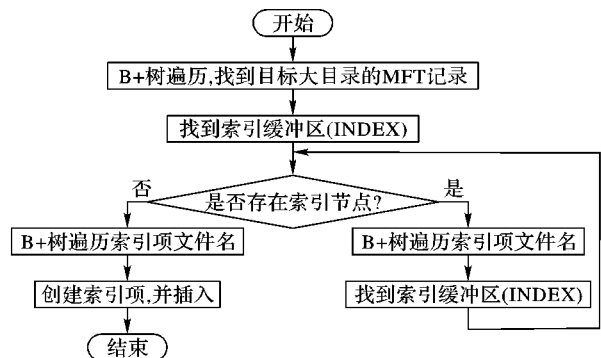 开始
B+树遍历,找到目标大目录的MFT记录
找到索引缓冲区(INDEX)
是否存在索引节点?
否
是
B+树遍历索引项文件名
B+树遍历索引项文件名
创建索引项,并插入
找到索引缓冲区(INDEX)
结束